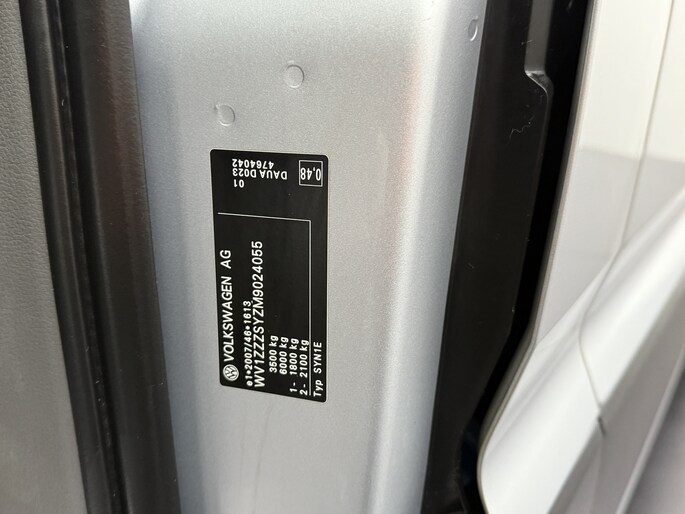 VOLKSWAGEN AG
e1*2007/46*1613
WV1ZZZSYZM9024055
3500 kg
6000 kg
1- 1800 kg
2- 2100 kg
Typ SYN1E
01
DAUA D023
4764042
0,48